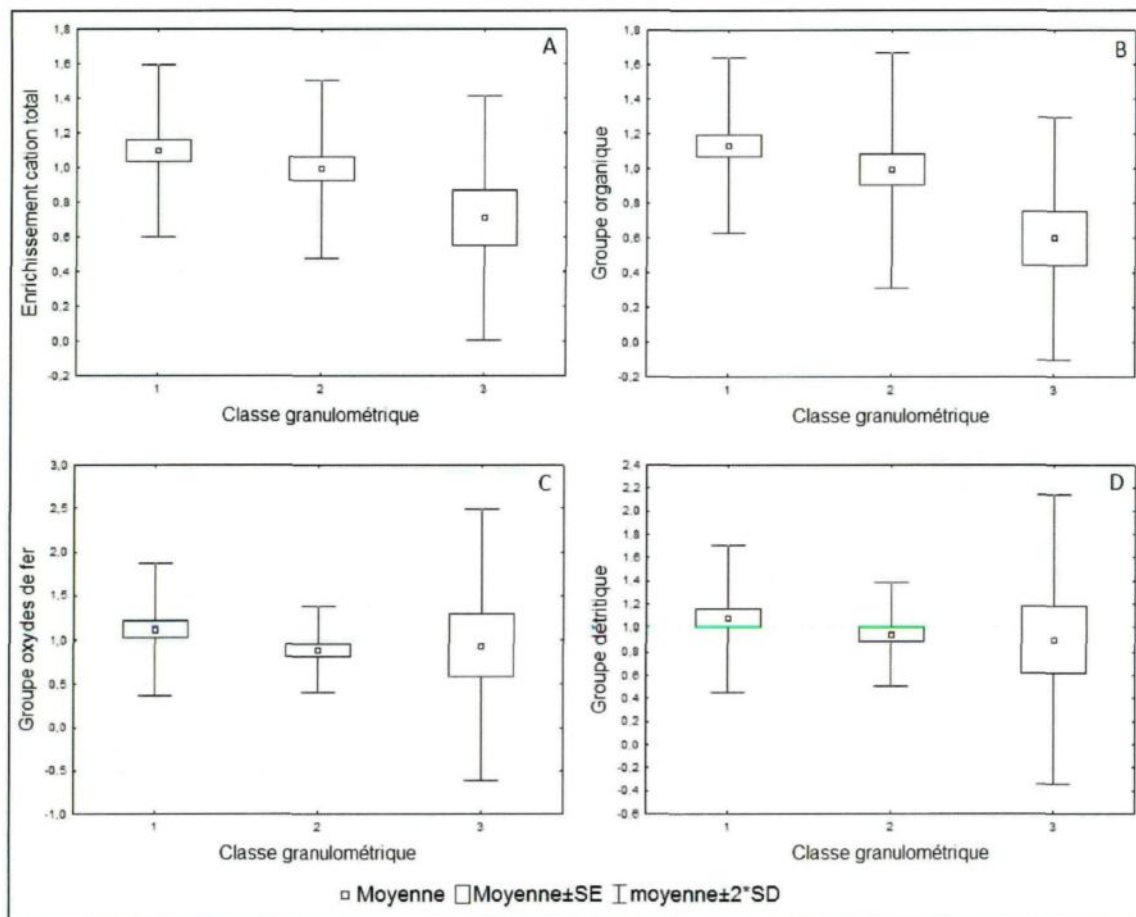 A
Enrichissement cation total
1,8
1,6
1,4
1,2
1,0
0,8
0,6
0,4
0,2
0,0
-0,2
1 2 3
Classe granulométrique
B
Groupe organique
1,8
1,6
1,4
1,2
1,0
0,8
0,6
0,4
0,2
0,0
-0,2
1 2 3
Classe granulométrique
C
Groupe oxydes de fer
3,0
2,5
2,0
1,5
1,0
0,5
0,0
-0,5
-1,0
1 2 3
Classe granulométrique
D
Groupe détritique
2,4
2,2
2,0
1,8
1,6
1,4
1,2
1,0
0,8
0,6
0,4
0,2
0,0
-0,2
-0,4
-0,6
1 2 3
Classe granulométrique
Moyenne Moyenne±SE moyenne±2*SD